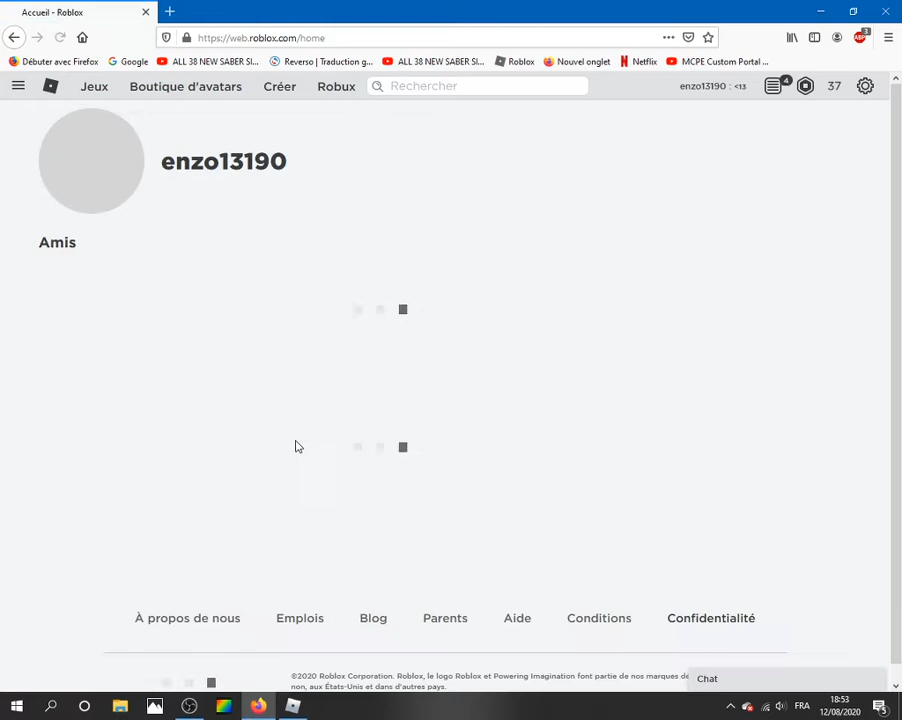 Accueil - Roblox
https://web.roblox.com/home
Débuter avec Firefox Google ALL 38 NEW SABER SI... Reverso | Traduction g... ALL 38 NEW SABER SI... Roblox Nouvel onglet Netflix MCPE Custom Portal ...
ABP 3
Jeux Boutique d'avatars Créer Robux Rechercher enzo13190 : <13 4 37
enzo13190
Amis
À propos de nous Emplois Blog Parents Aide Conditions Confidentialité
©2020 Roblox Corporation. Roblox, le logo Roblox et Powering Imagination font partie de nos marques dé
non, aux États-Unis et dans d'autres pays.
Chat
FRA 18:53
12/08/2020 5